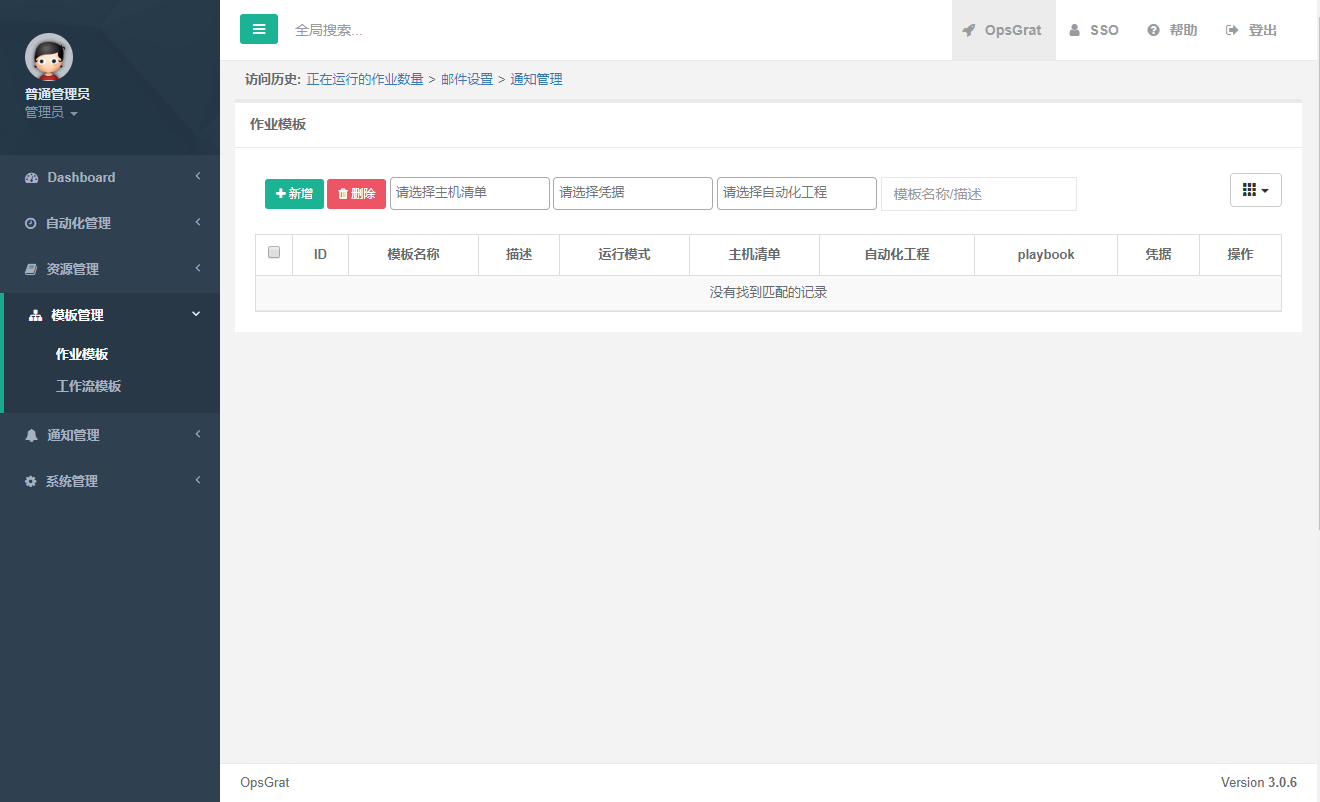 普通管理员
管理员
Dashboard
自动化管理
资源管理
模板管理
作业模板
工作流模板
通知管理
系统管理
全局搜索...
OpsGrat SSO 帮助 登出
访问历史: 正在运行的作业数量 > 邮件设置 > 通知管理
作业模板
新增 删除 请选择主机清单 请选择凭据 请选择自动化工程 模板名称/描述
ID 模板名称 描述 运行模式 主机清单 自动化工程 playbook 凭据 操作
没有找到匹配的记录
OpsGrat Version 3.0.6